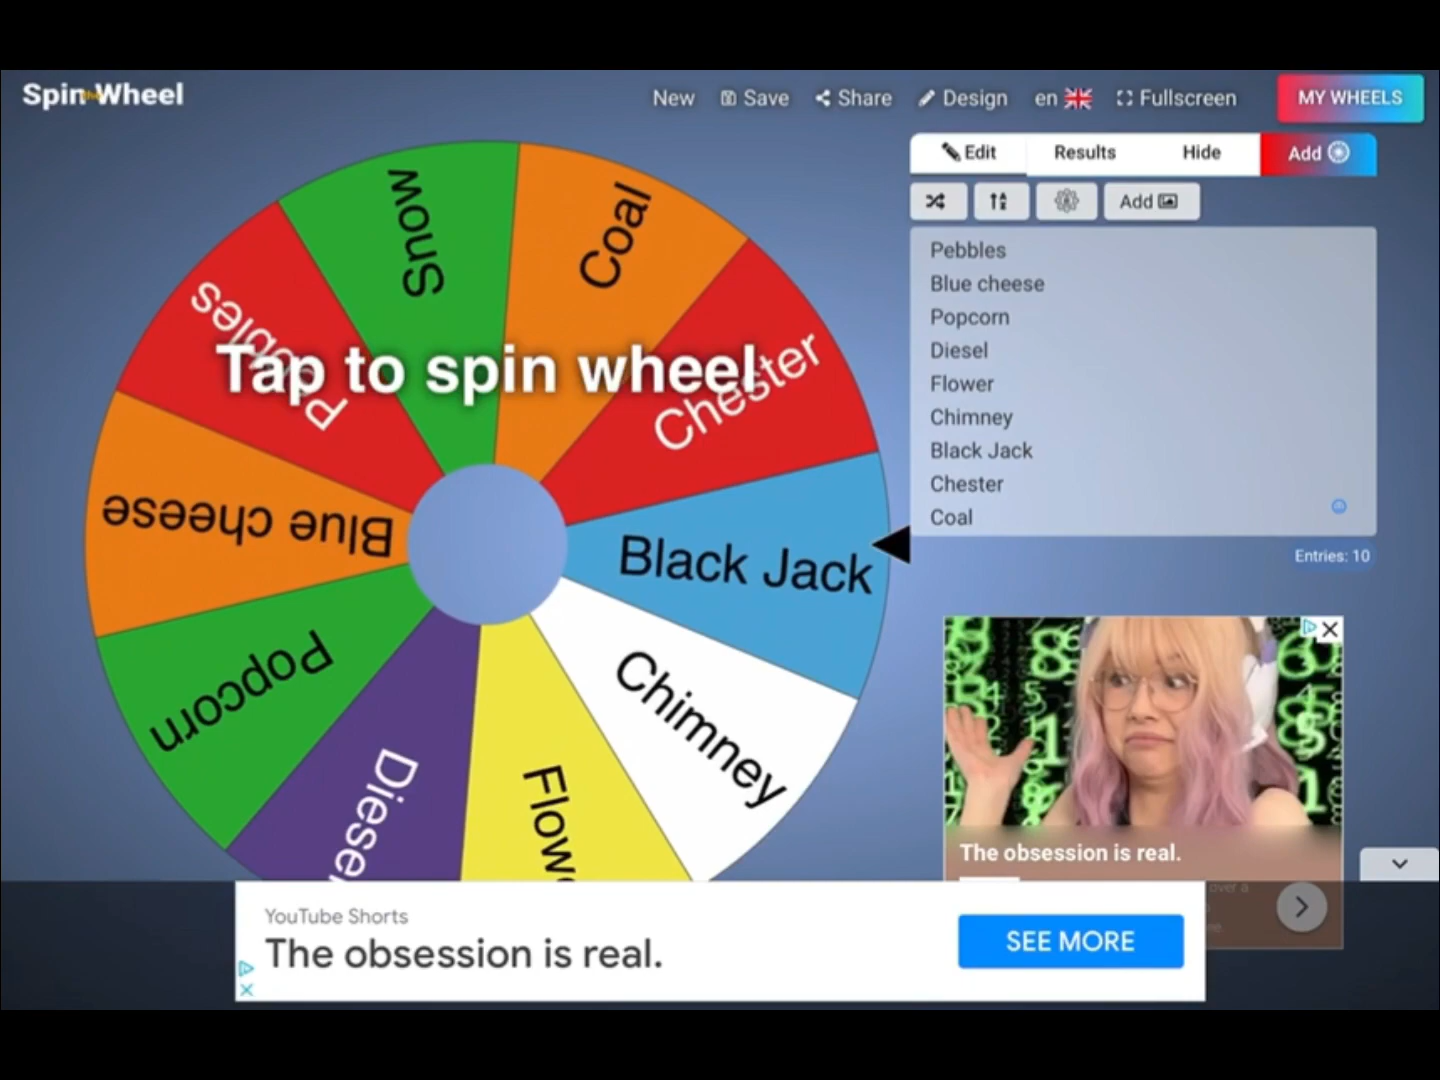 Spin the Wheel
New
Save
Share
Design
en
Fullscreen
MY WHEELS
Edit
Results
Hide
Add
Add
Pebbles
Blue cheese
Popcorn
Diesel
Flower
Chimney
Black Jack
Chester
Coal
Entries: 10
Snow
Coal
Chester
Black Jack
Chimney
Popcorn
Blue cheese
Tap to spin wheel
The obsession is real.
over a
YouTube Shorts
The obsession is real.
SEE MORE